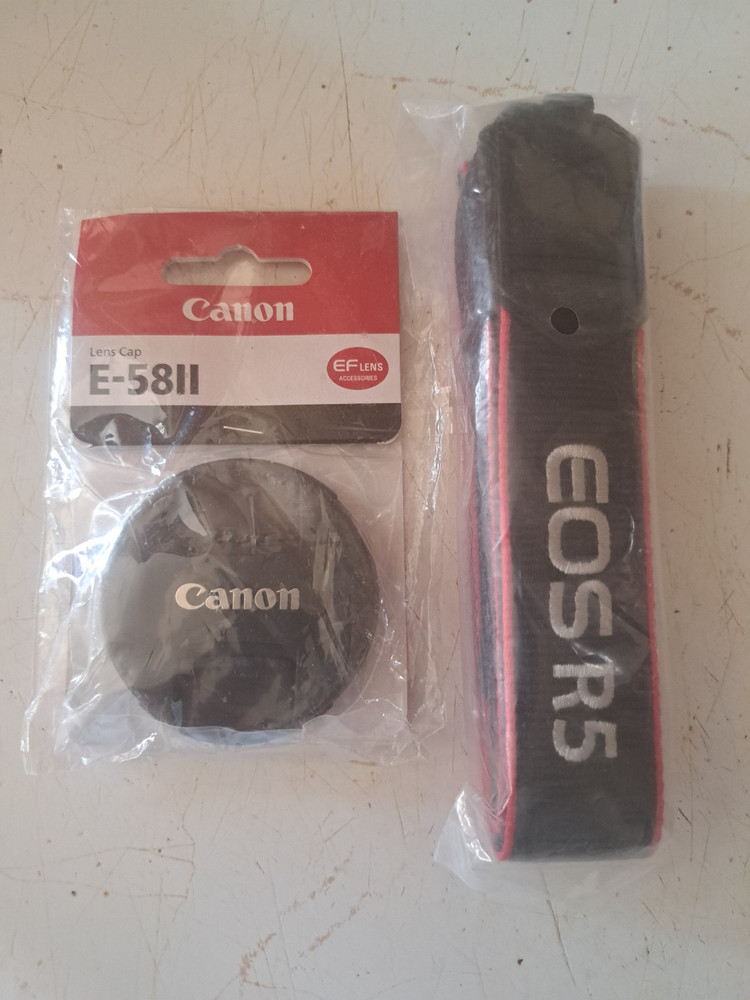 Canon
Lens Cap
E-58II
EF LENS
ACCESSORIES
Canon
EOS R5